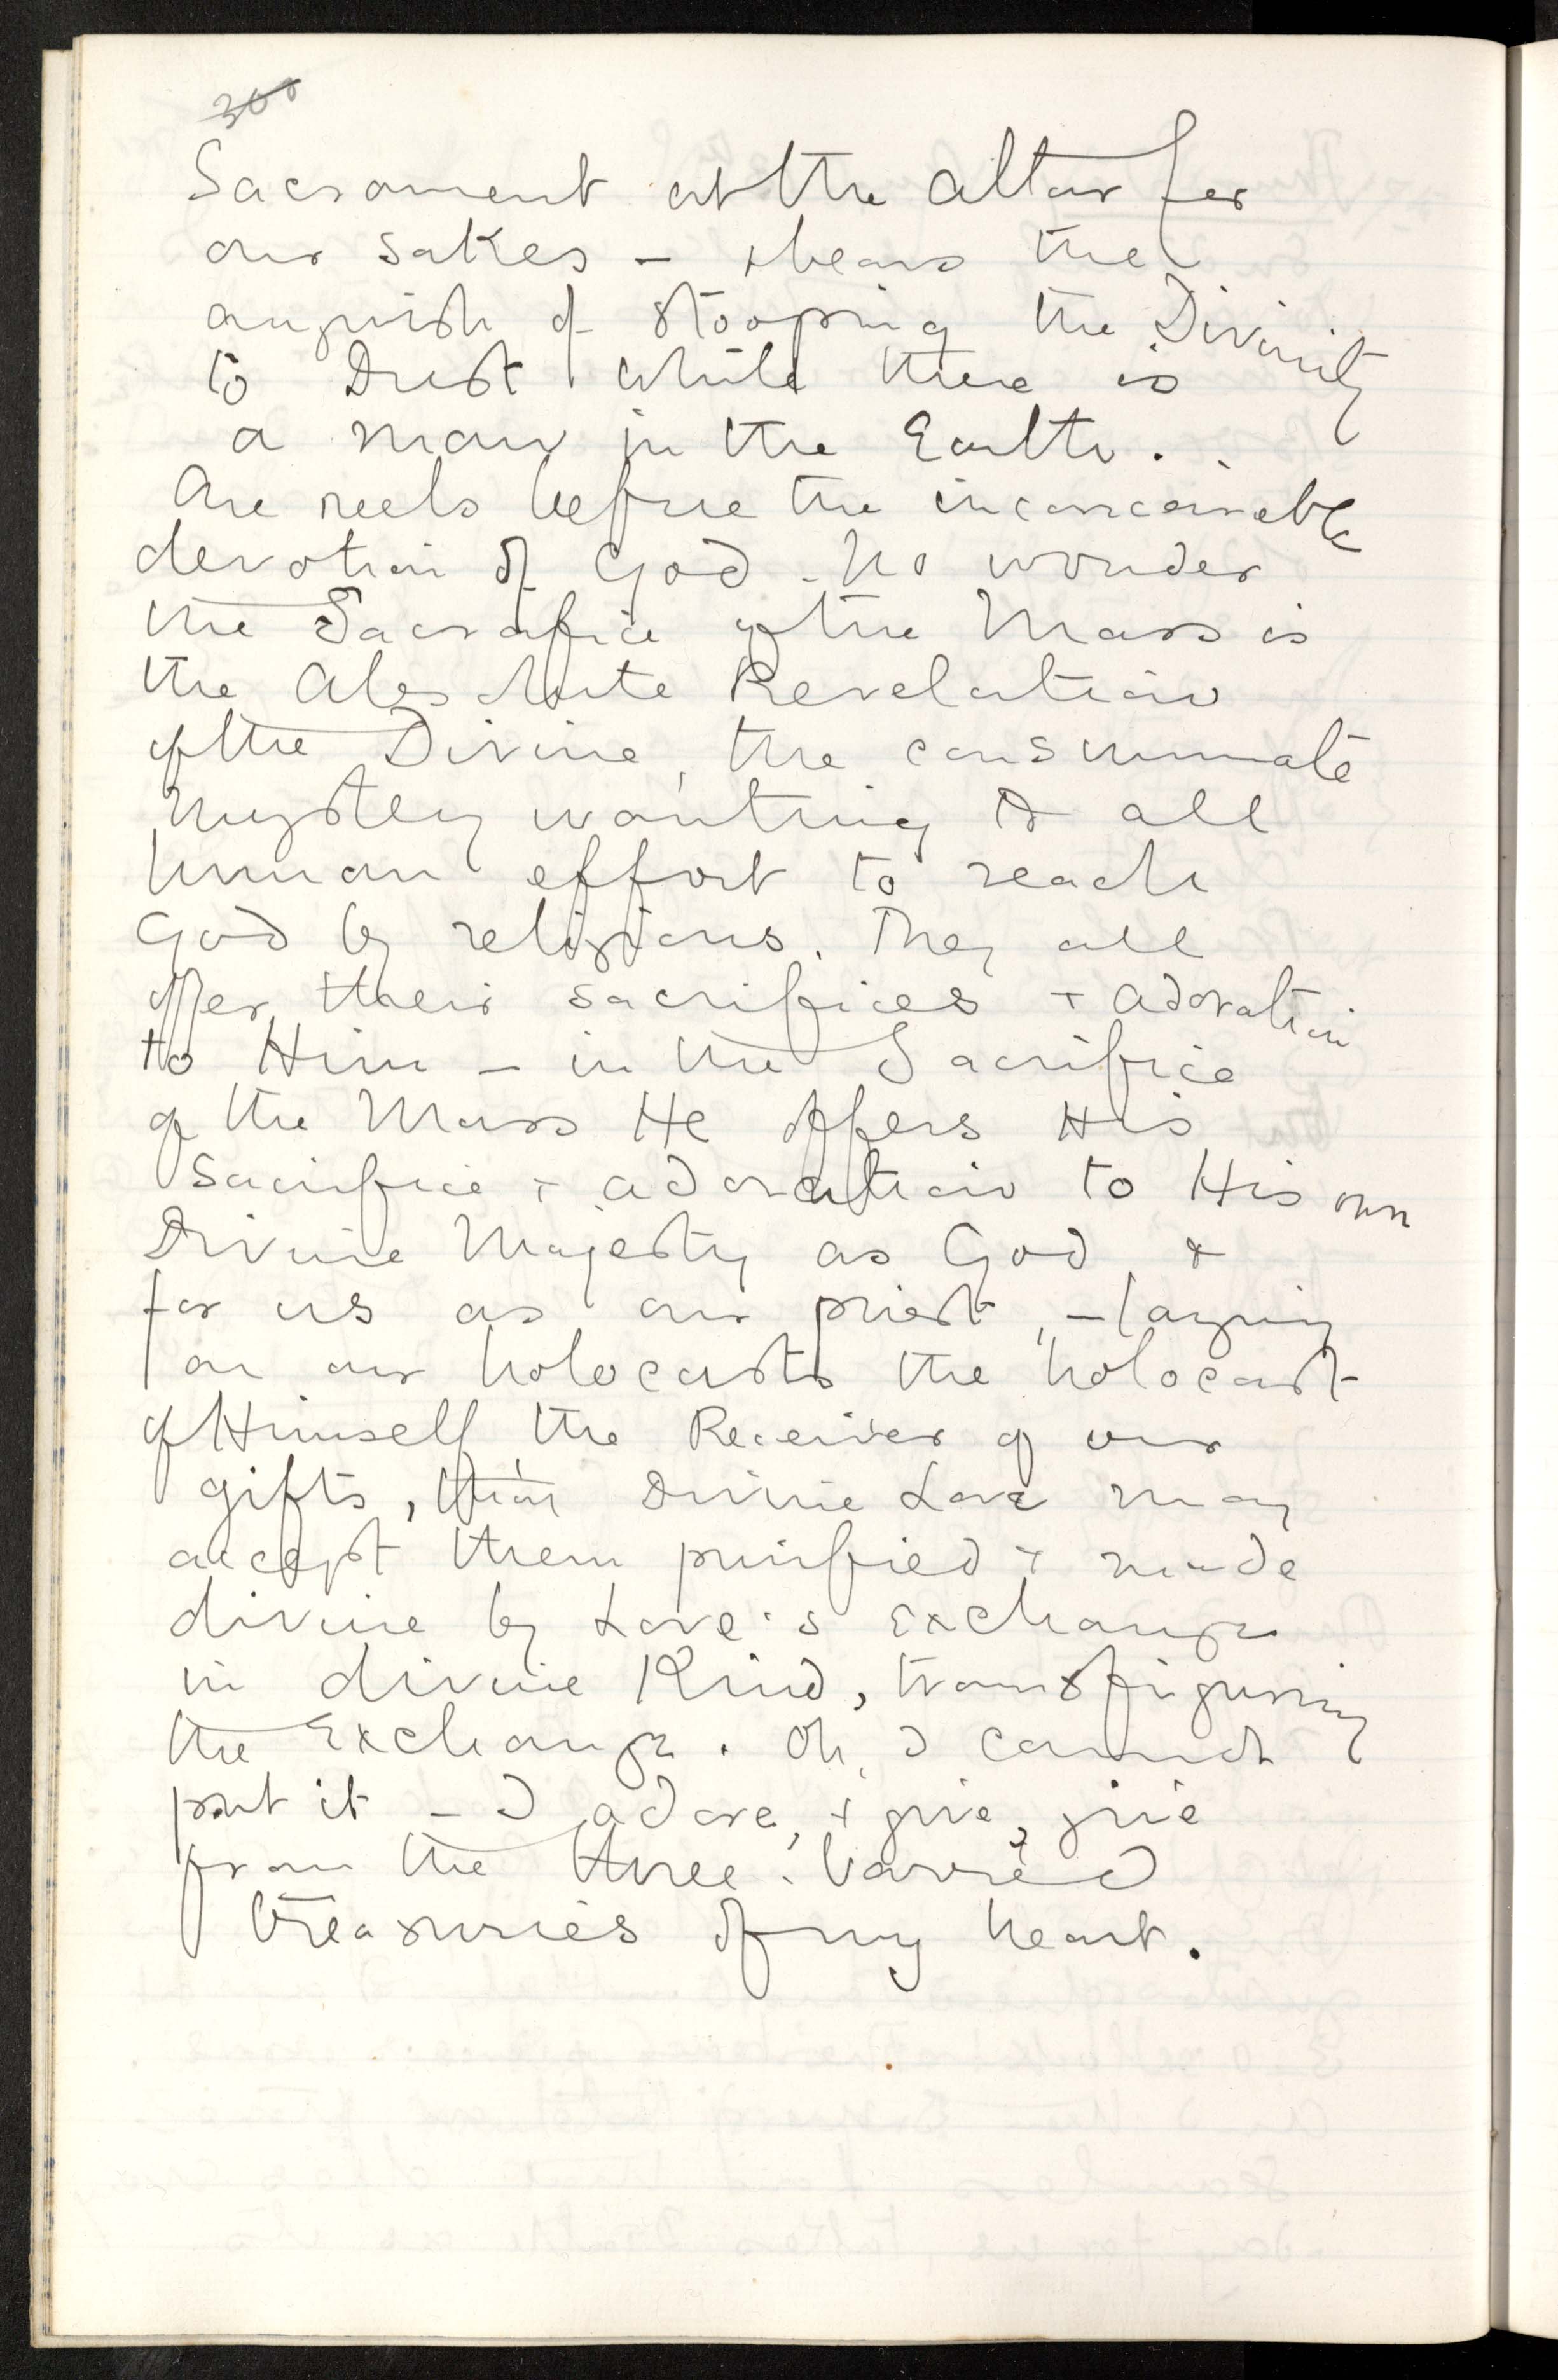 300
Sacrament at the Altar for
our sakes - & bears the
anguish of stooping the Divinity
to Dust while there is
a man in the Earth.
One reels before the inconceivable
devotion of God. No wonder
the Sacrafice of the Mass is
the Absolute Revelation
of the Divine, the consummate
Mystery wanting to all
human effort to reach
God by religions. They all
offer their sacrifices + adoration
to Him - in the Sacrifice
of the Mass He offers His
Sacrifice + adoration to His own
Divine Majesty as God, &
for us as our priest, - laying
on our holocausts the holocaust
of Himself, the Receiver of our
gifts, that Divine Love may
accept them purified + made
divine by Love's exchange
in divine Kind, transfiguring
the Exchange. Oh, I cannot
put it - I adore, + give, give
from the three-barred
treasuries of my heart.